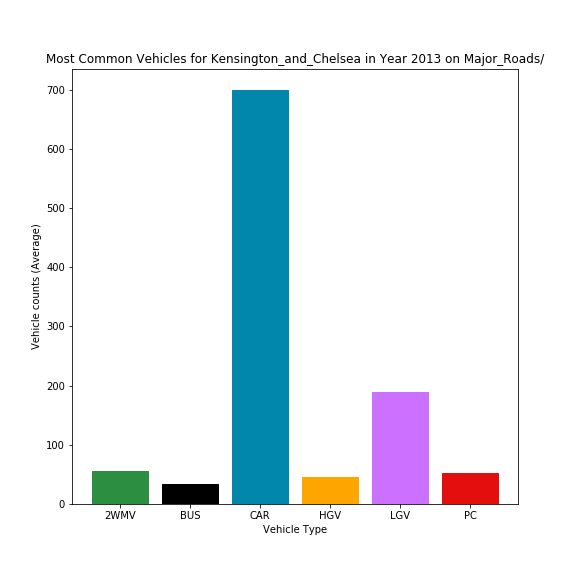 Most Common Vehicles for Kensington_and_Chelsea in Year 2013 on Major_Roads/
700
600
500
400
300
200
100
0
Vehicle counts (Average)
2WMV BUS CAR HGV LGV PC
Vehicle Type